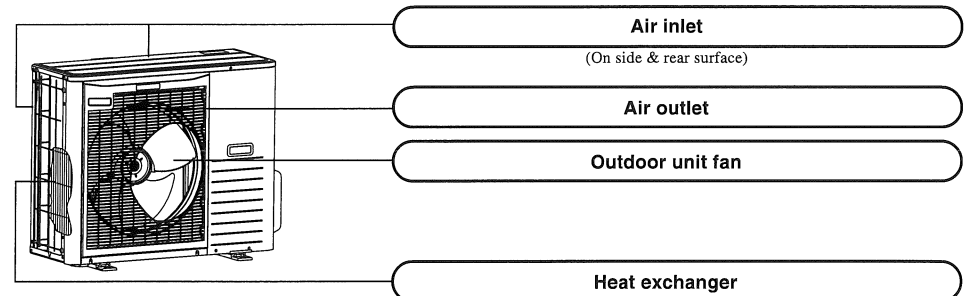 Air inlet
(On side & rear surface)
Air outlet
Outdoor unit fan
Heat exchanger